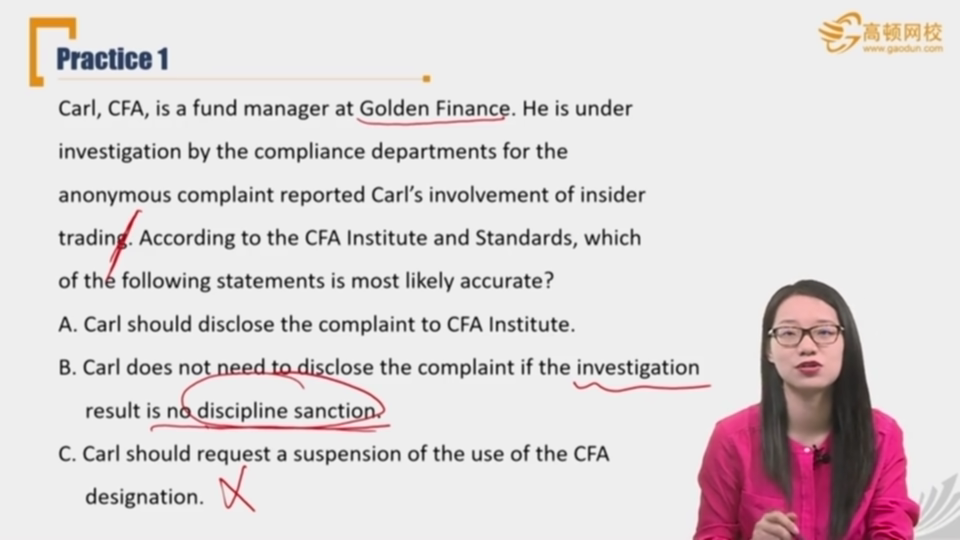 高顿网校
www.gaodun.com
Practice 1
Carl, CFA, is a fund manager at Golden Finance. He is under
investigation by the compliance departments for the
anonymous complaint reported Carl's involvement of insider
trading. According to the CFA Institute and Standards, which
of the following statements is most likely accurate?
A. Carl should disclose the complaint to CFA Institute.
B. Carl does not need to disclose the complaint if the investigation
result is no discipline sanction.
C. Carl should request a suspension of the use of the CFA
designation.